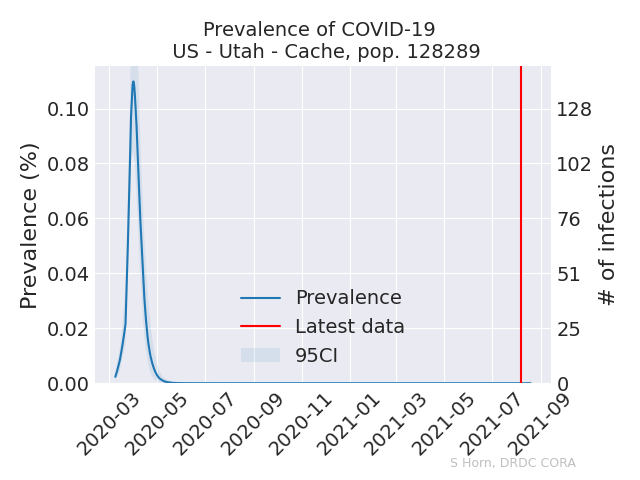 Prevalence of COVID-19
US - Utah - Cache, pop. 128289
Prevalence (%)
0.10
0.08
0.06
0.04
0.02
0.00
128
102
76
51
25
0
# of infections
Prevalence
Latest data
95CI
2020-03
2020-05
2020-07
2020-09
2020-11
2021-01
2021-03
2021-05
2021-07
2021-09
S Horn, DRDC CORA